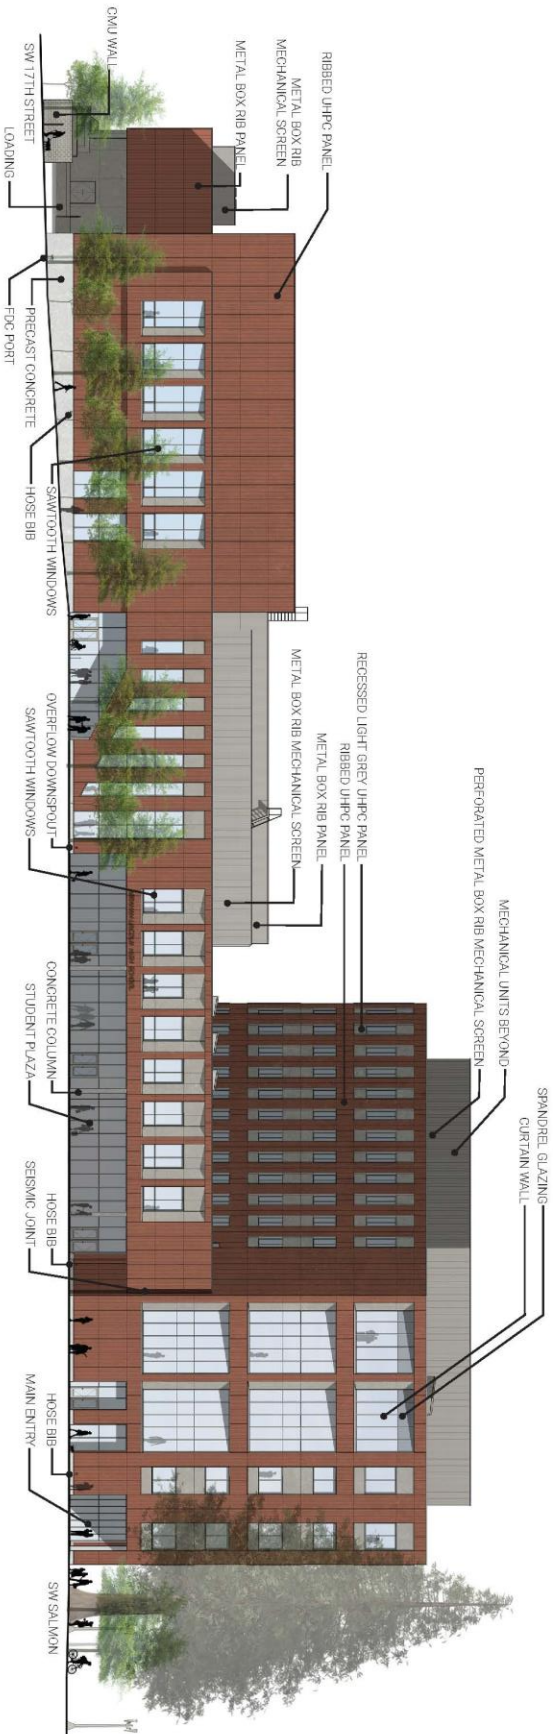 RIBBED UHPC PANEL
METAL BOX RIB
MECHANICAL SCREEN
METAL BOX RIB PANEL
CMU WALL
SW 17TH STREET
LOADING
FDC PORT
PRECAST CONCRETE
HOSE BIB
SAWTOOTH WINDOWS
RECESSED LIGHT GREY UHPC PANEL
RIBBED UHPC PANEL
METAL BOX RIB PANEL
METAL BOX RIB MECHANICAL SCREEN
OVERFLOW DOWNSPOUT
SAWTOOTH WINDOWS
LINCOLN HIGH SCHOOL
MECHANICAL UNITS BEYOND
PERFORATED METAL BOX RIB MECHANICAL SCREEN
CONCRETE COLUMN
STUDENT PLAZA
SPANDREL GLAZING
CURTAIN WALL
HOSE BIB
SEISMIC JOINT
HOSE BIB
MAIN ENTRY
SW SALMON